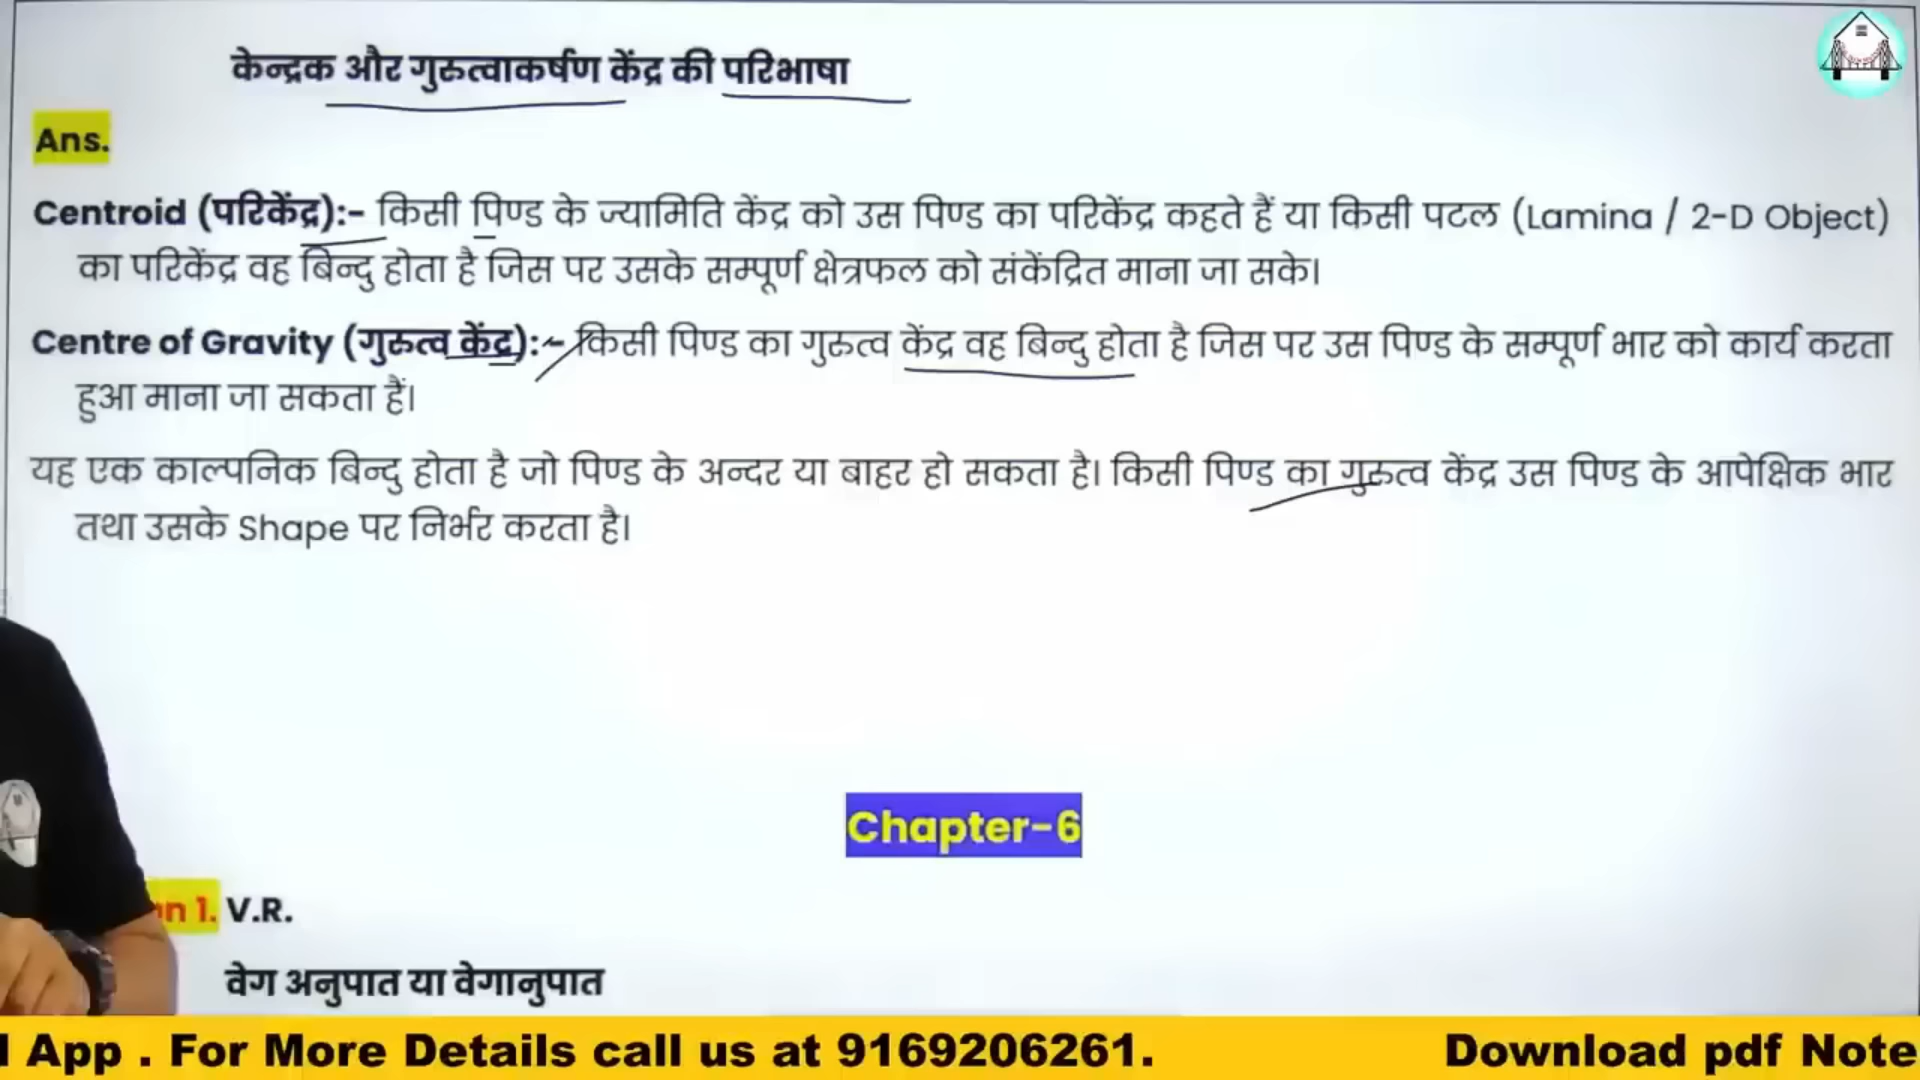 केन्द्रक और गुरुत्वाकर्षण केंद्र की परिभाषा
Ans.
Centroid (परिकेंद्र):- किसी पिण्ड के ज्यामिति केंद्र को उस पिण्ड का परिकेंद्र कहते हैं या किसी पटल (Lamina / 2-D Object)
का परिकेंद्र वह बिन्दु होता है जिस पर उसके सम्पूर्ण क्षेत्रफल को संकेंद्रित माना जा सके।
Centre of Gravity (गुरुत्व केंद्र):- किसी पिण्ड का गुरुत्व केंद्र वह बिन्दु होता है जिस पर उस पिण्ड के सम्पूर्ण भार को कार्य करता
हुआ माना जा सकता हैं।
यह एक काल्पनिक बिन्दु होता है जो पिण्ड के अन्दर या बाहर हो सकता है। किसी पिण्ड का गुरुत्व केंद्र उस पिण्ड के आपेक्षिक भार
तथा उसके Shape पर निर्भर करता है।
Chapter-6
on 1. V.R.
वेग अनुपात या वेगानुपात
App . For More Details call us at 9169206261. Download pdf Note